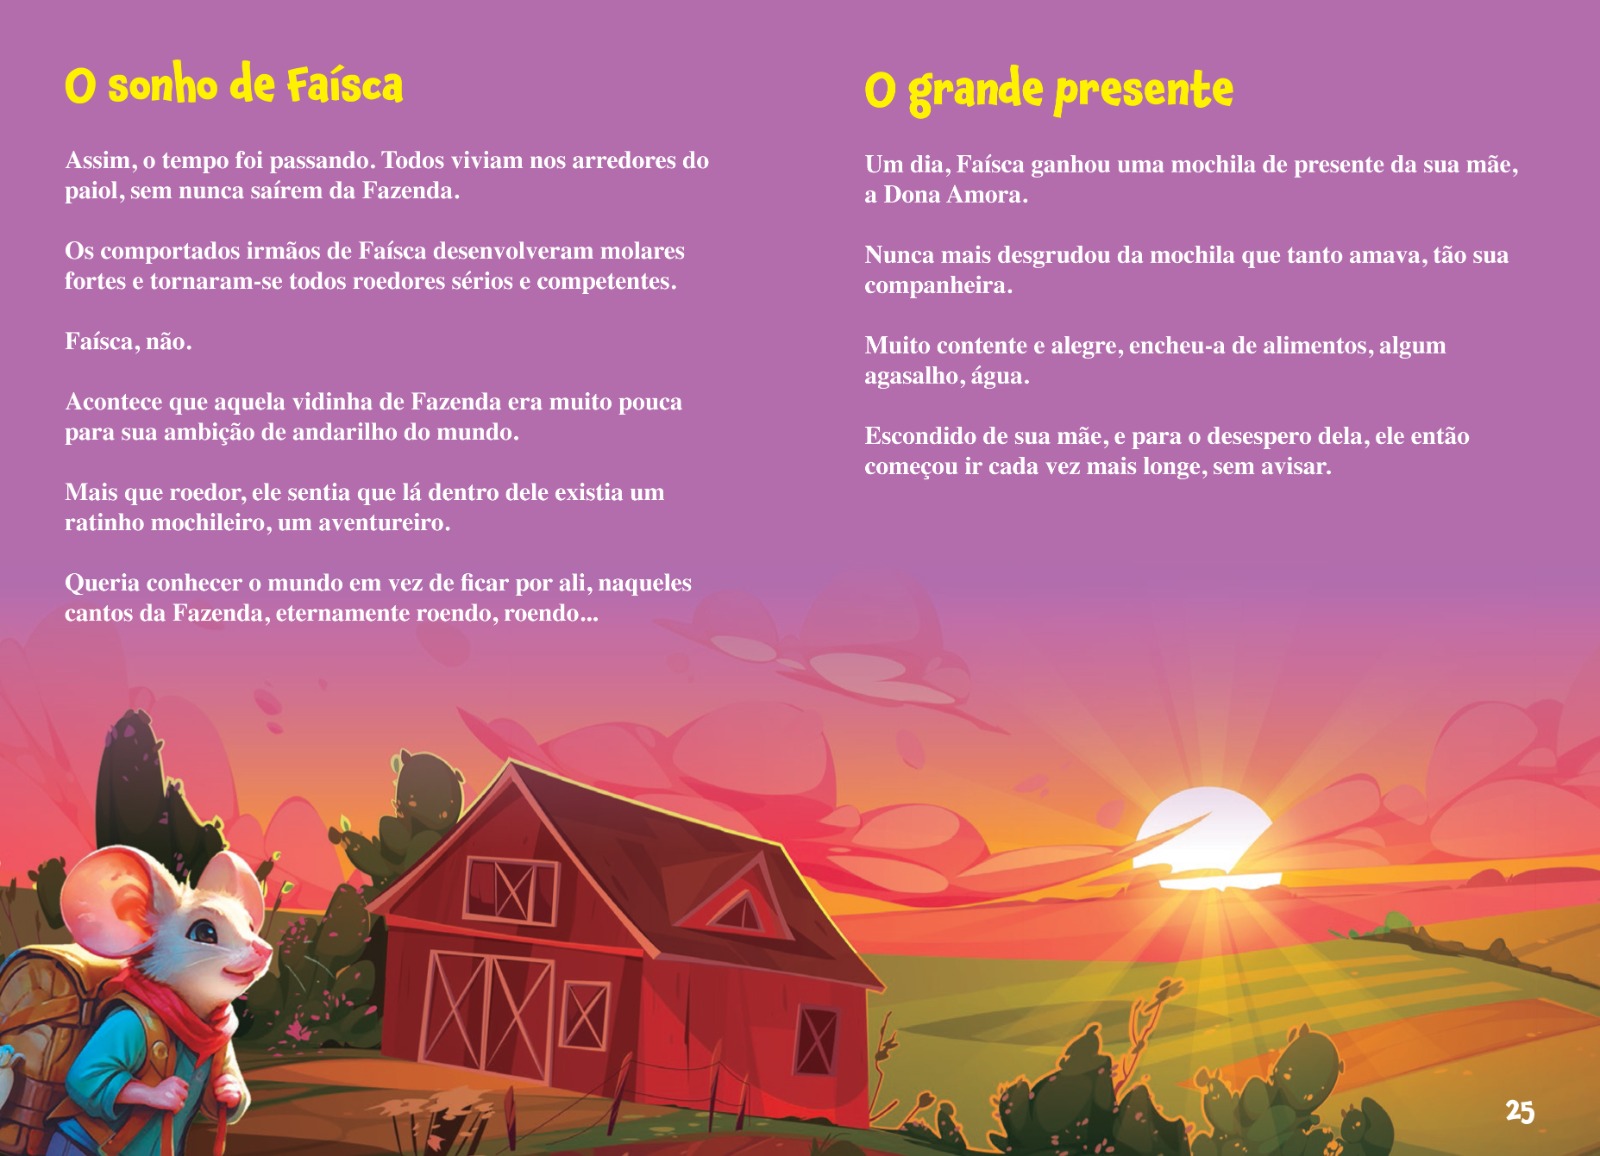 O sonho de Faísca
Assim, o tempo foi passando. Todos viviam nos arredores do
paiol, sem nunca saírem da Fazenda.
Os comportados irmãos de Faísca desenvolveram molares
fortes e tornaram-se todos roedores sérios e competentes.
Faísca, não.
Acontece que aquela vidinha de Fazenda era muito pouca
para sua ambição de andarilho do mundo.
Mais que roedor, ele sentia que lá dentro dele existia um
ratinho mochileiro, um aventureiro.
Queria conhecer o mundo em vez de ficar por ali, naqueles
cantos da Fazenda, eternamente roendo, roendo...
O grande presente
Um dia, Faísca ganhou uma mochila de presente da sua mãe,
a Dona Amora.
Nunca mais desgrudou da mochila que tanto amava, tão sua
companheira.
Muito contente e alegre, encheu-a de alimentos, algum
agasalho, água.
Escondido de sua mãe, e para o desespero dela, ele então
começou ir cada vez mais longe, sem avisar.
25